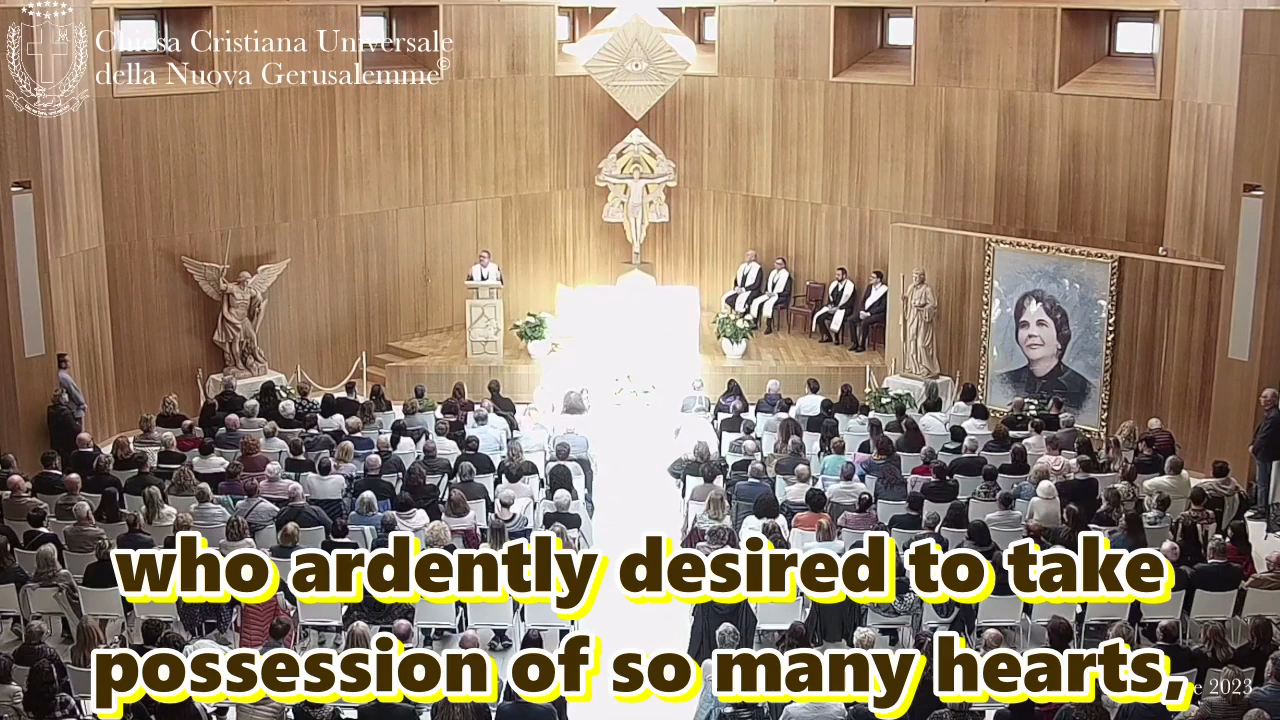 Chiesa Cristiana Universale
della Nuova Gerusalemme©
who ardently desired to take
possession of so many hearts,
2023